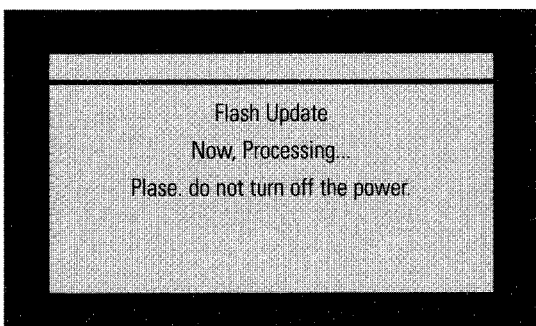 Flash Update
Now, Processing...
Plase. do not turn off the power.